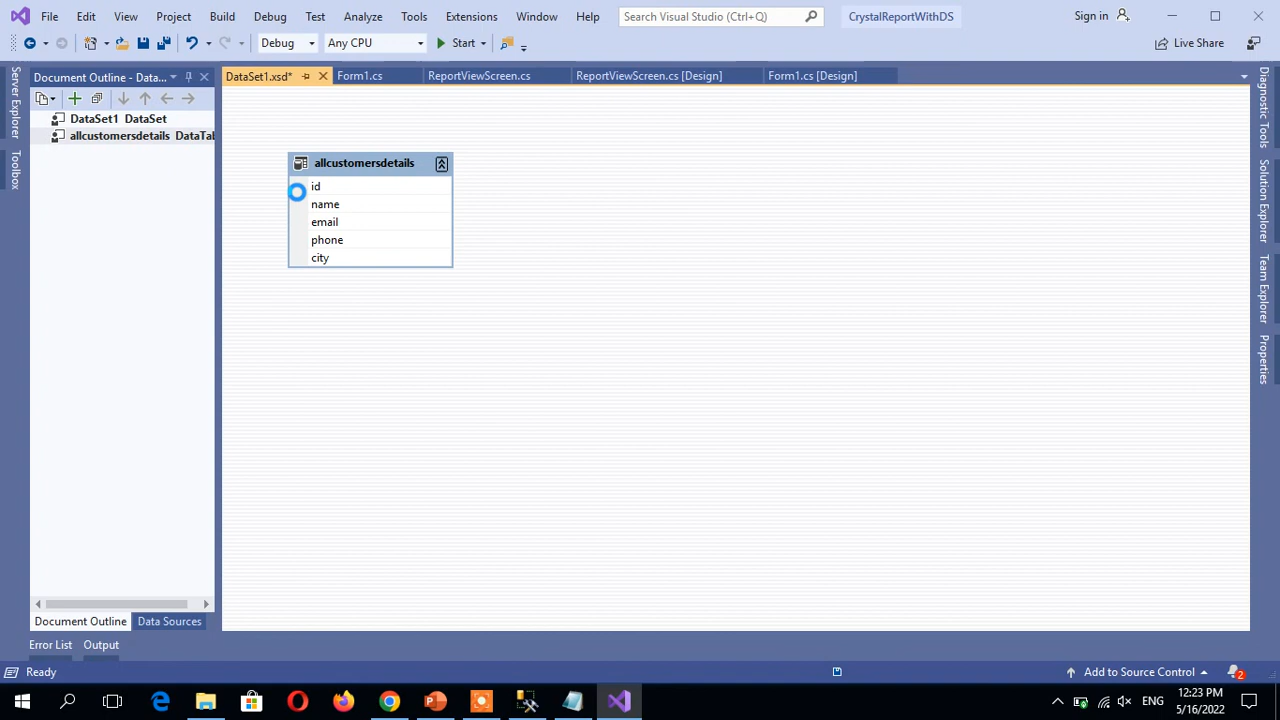 File Edit View Project Build Debug Test Analyze Tools Extensions Window Help Search Visual Studio (Ctrl+Q) CrystalReportWithDS Sign in
Debug Any CPU Start Live Share
Server Explorer
Toolbox
Document Outline - Data...
DataSet1 DataSet
allcustomersdetails DataTab
DataSet1.xsd* Form1.cs ReportViewScreen.cs ReportViewScreen.cs [Design] Form1.cs [Design]
allcustomersdetails
id
name
email
phone
city
Diagnostic Tools
Solution Explorer
Team Explorer
Properties
Document Outline Data Sources
Error List Output
Ready Add to Source Control 2
ENG 12:23 PM
5/16/2022